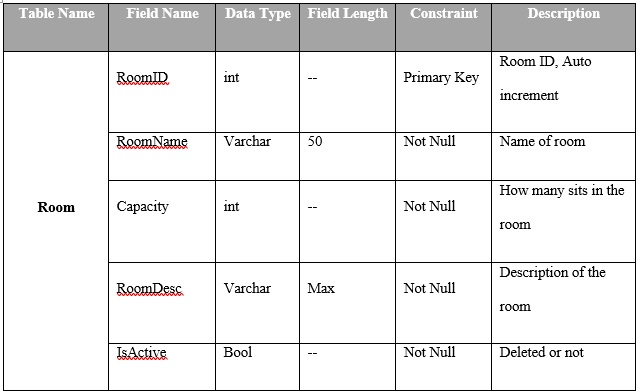 Table Name Field Name Data Type Field Length Constraint Description
Room
RoomID int -- Primary Key Room ID, Auto
increment
RoomName Varchar 50 Not Null Name of room
Capacity int -- Not Null How many sits in the
room
RoomDesc Varchar Max Not Null Description of the
room
IsActive Bool -- Not Null Deleted or not